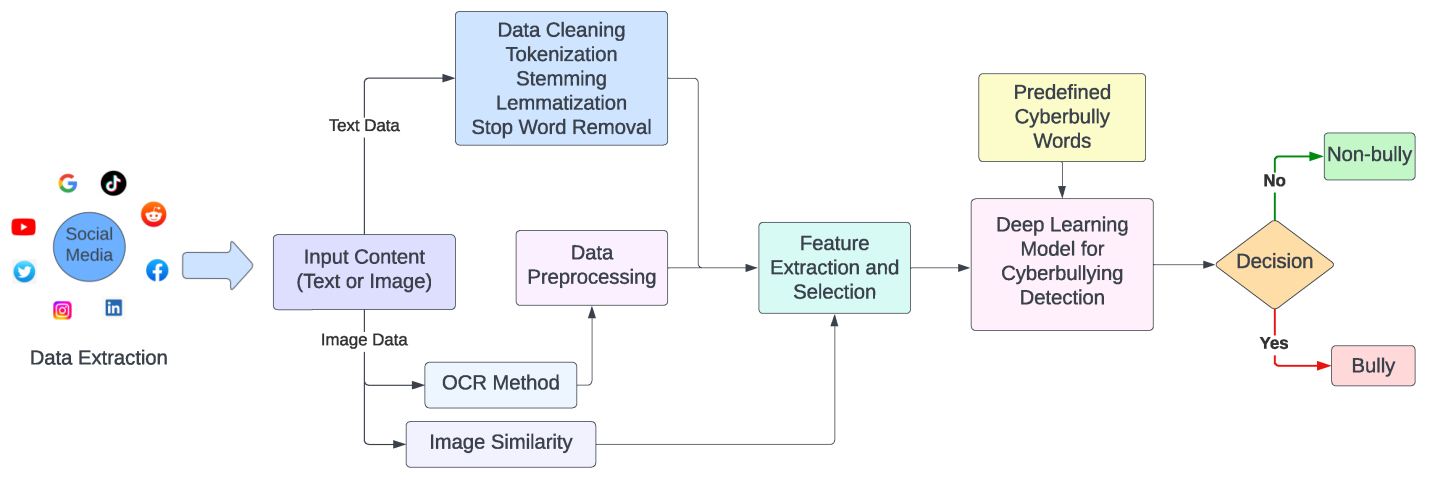 Social
Media
Data Extraction
Input Content
(Text or Image)
Text Data
Image Data
Data Cleaning
Tokenization
Stemming
Lemmatization
Stop Word Removal
Data
Preprocessing
OCR Method
Image Similarity
Feature
Extraction and
Selection
Predefined
Cyberbully
Words
Deep Learning
Model for
Cyberbullying
Detection
Decision
No
Non-bully
Yes
Bully